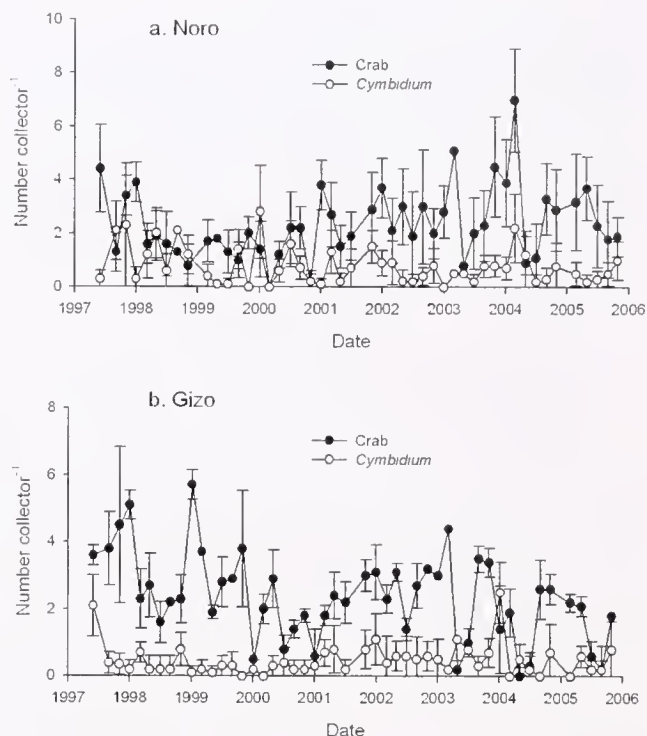 a. Noro
Crab
Cymbidium
Number collector-1
10
8
6
4
2
0
1997 1998 1999 2000 2001 2002 2003 2004 2005 2006
Date
b. Gizo
Crab
Cymbidium
Number collector-1
8
6
4
2
0
1997 1998 1999 2000 2001 2002 2003 2004 2005 2006
Date